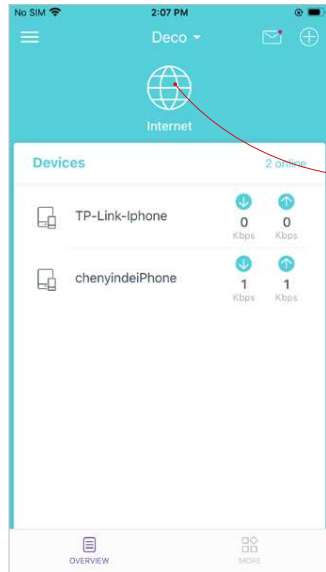 No SIM 2:07 PM
Deco
Internet
Devices 2 online
TP-Link-Iphone
0 0
Kbps Kbps
chenyindeiPhone
1 1
Kbps Kbps
OVERVIEW MORE